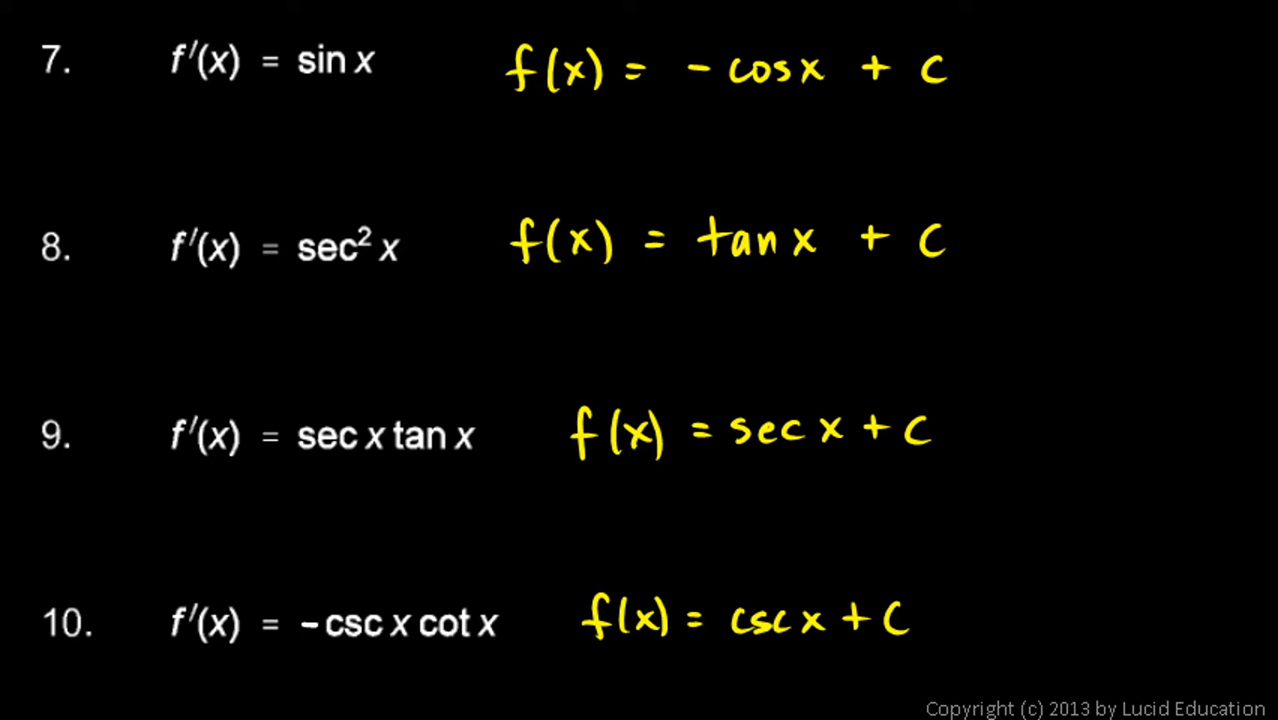 7. f′(x) = sin x f(x) = - cos x + c
8. f′(x) = sec² x f(x) = tan x + c
9. f′(x) = sec x tan x f(x) = sec x + c
10. f′(x) = -csc x cot x f(x) = csc x + c
Copyright (c) 2013 by Lucid Education